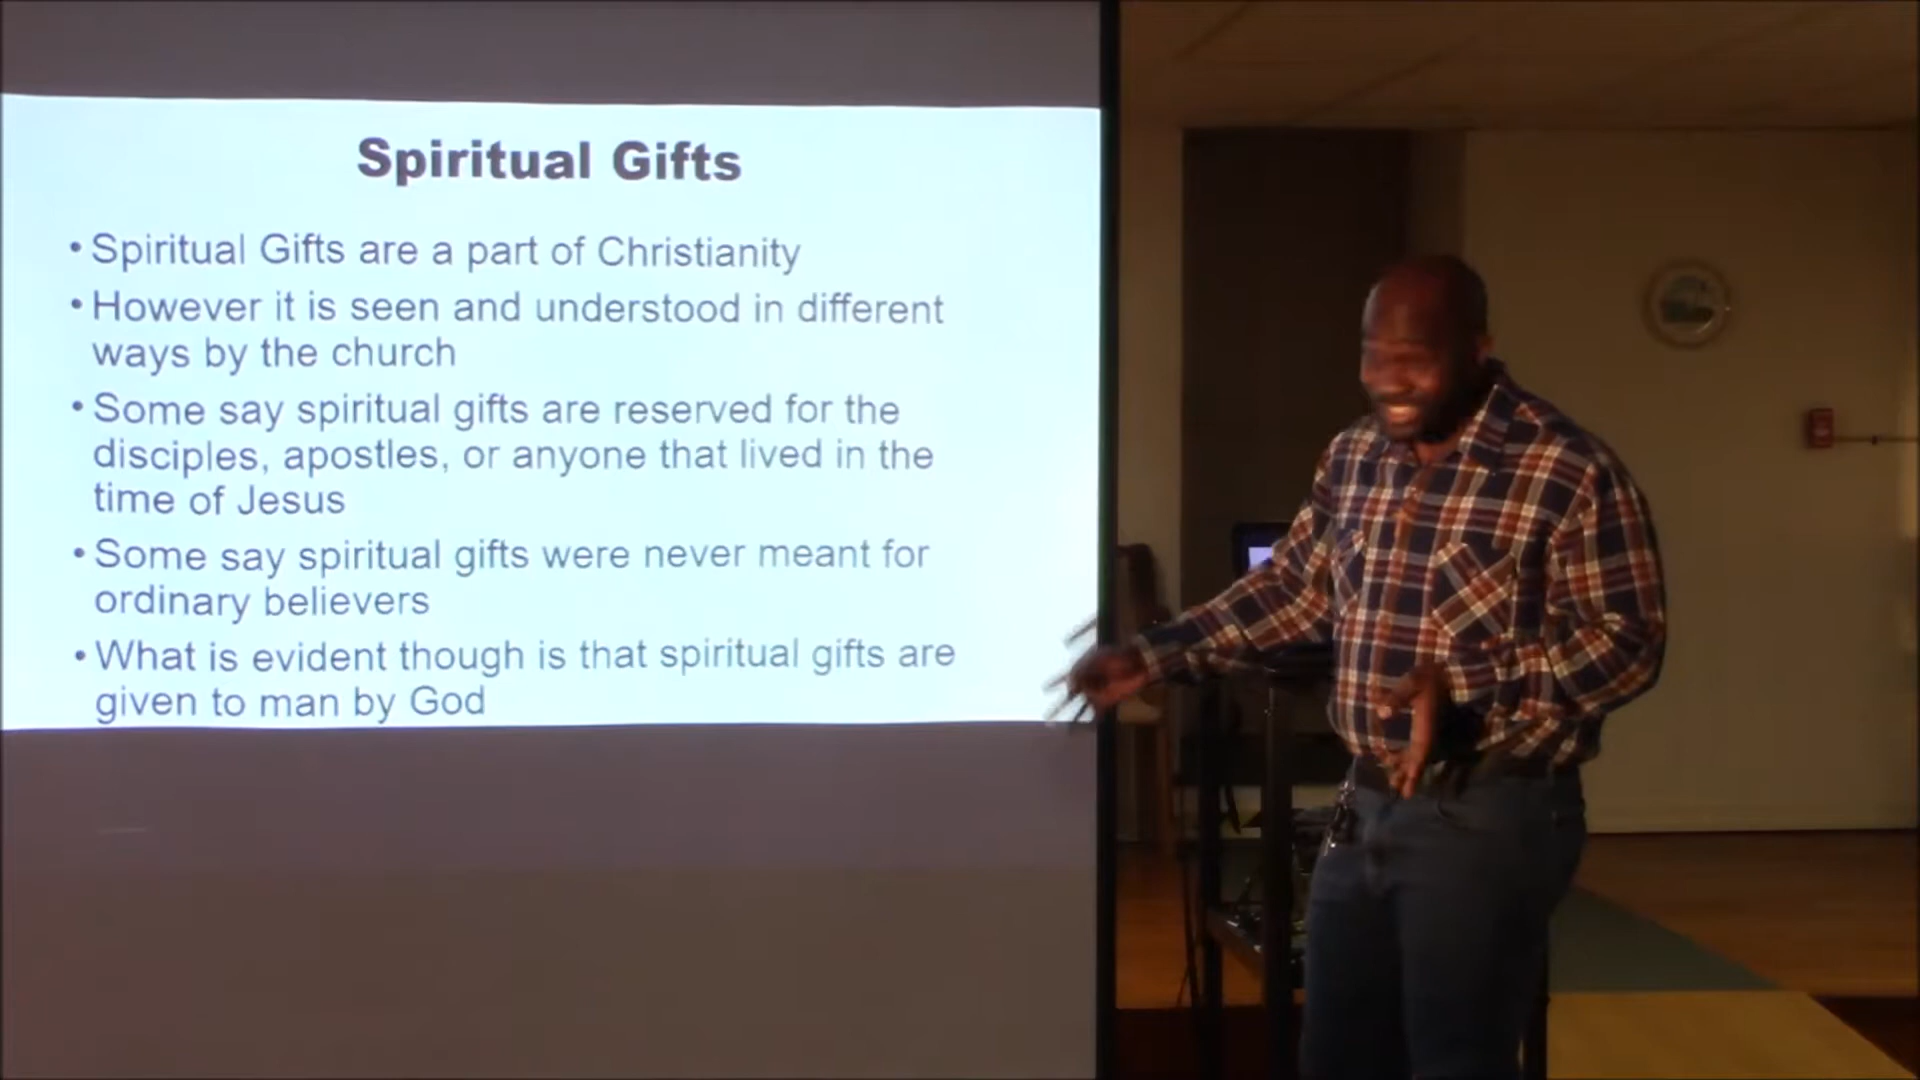 Spiritual Gifts
• Spiritual Gifts are a part of Christianity
• However it is seen and understood in different
ways by the church
• Some say spiritual gifts are reserved for the
disciples, apostles, or anyone that lived in the
time of Jesus
• Some say spiritual gifts were never meant for
ordinary believers
• What is evident though is that spiritual gifts are
given to man by God